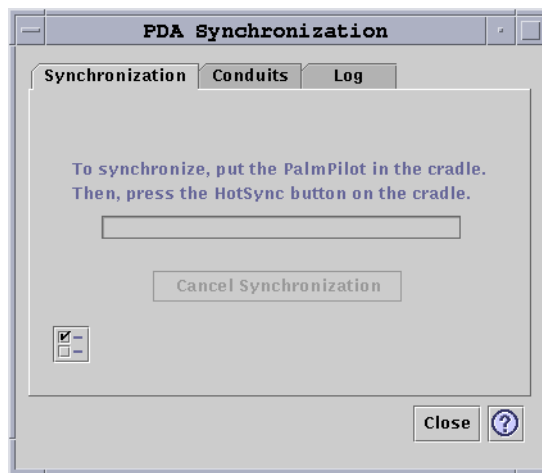 PDA Synchronization
Synchronization Conduits Log
To synchronize, put the PalmPilot in the cradle.
Then, press the HotSync button on the cradle.
Cancel Synchronization
Close ?